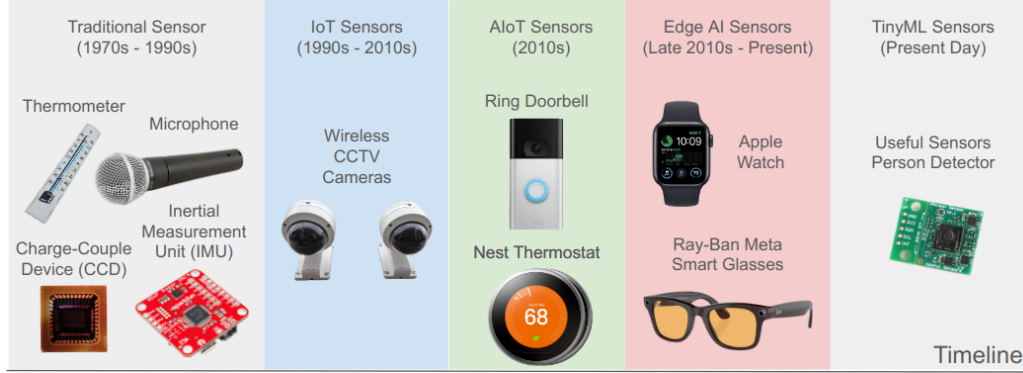 Traditional Sensor
(1970s - 1990s)
IoT Sensors
(1990s - 2010s)
AIoT Sensors
(2010s)
Edge AI Sensors
(Late 2010s - Present)
TinyML Sensors
(Present Day)
Thermometer
Microphone
Inertial
Measurement
Unit (IMU)
Charge-Couple
Device (CCD)
Wireless
CCTV
Cameras
Ring Doorbell
Nest Thermostat
68
Apple
Watch
10:09
Ray-Ban Meta
Smart Glasses
Useful Sensors
Person Detector
Timeline